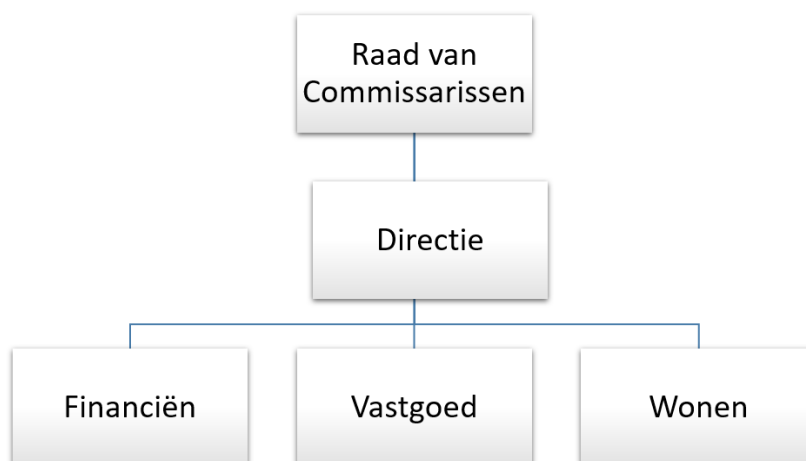 Raad van
Commissarissen
Directie
Financiën
Vastgoed
Wonen